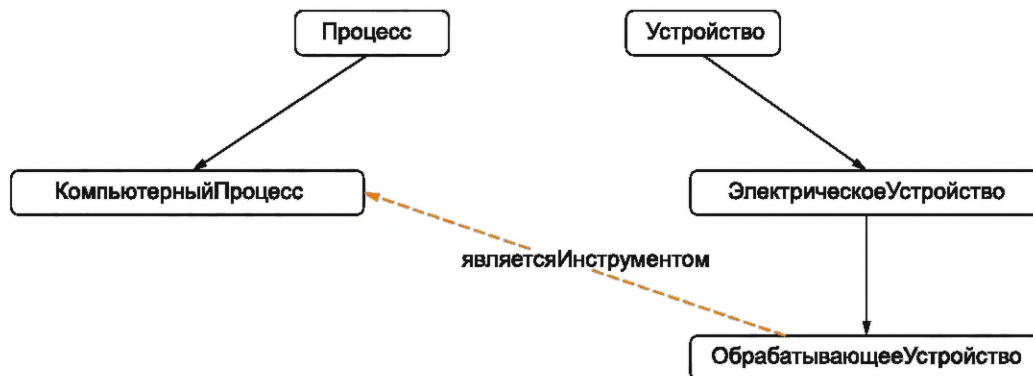 Процесс
Устройство
КомпьютерныйПроцесс
ЭлектрическоеУстройство
являетсяИнструментом
ОбрабатывающееУстройство